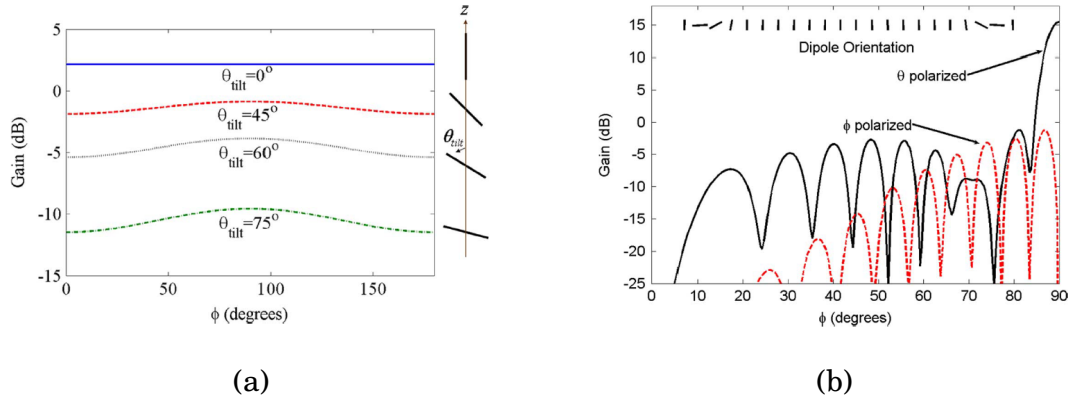 5
0
-5
-10
-15
Gain (dB)
θtilt=0°
θtilt=45°
θtilt=60°
θtilt=75°
0
50
100
150
ϕ (degrees)
z
θtilt
(a)
15
10
5
0
-5
-10
-15
-20
-25
Gain (dB)
Dipole Orientation
θ polarized
ϕ polarized
0
10
20
30
40
50
60
70
80
90
ϕ (degrees)
(b)